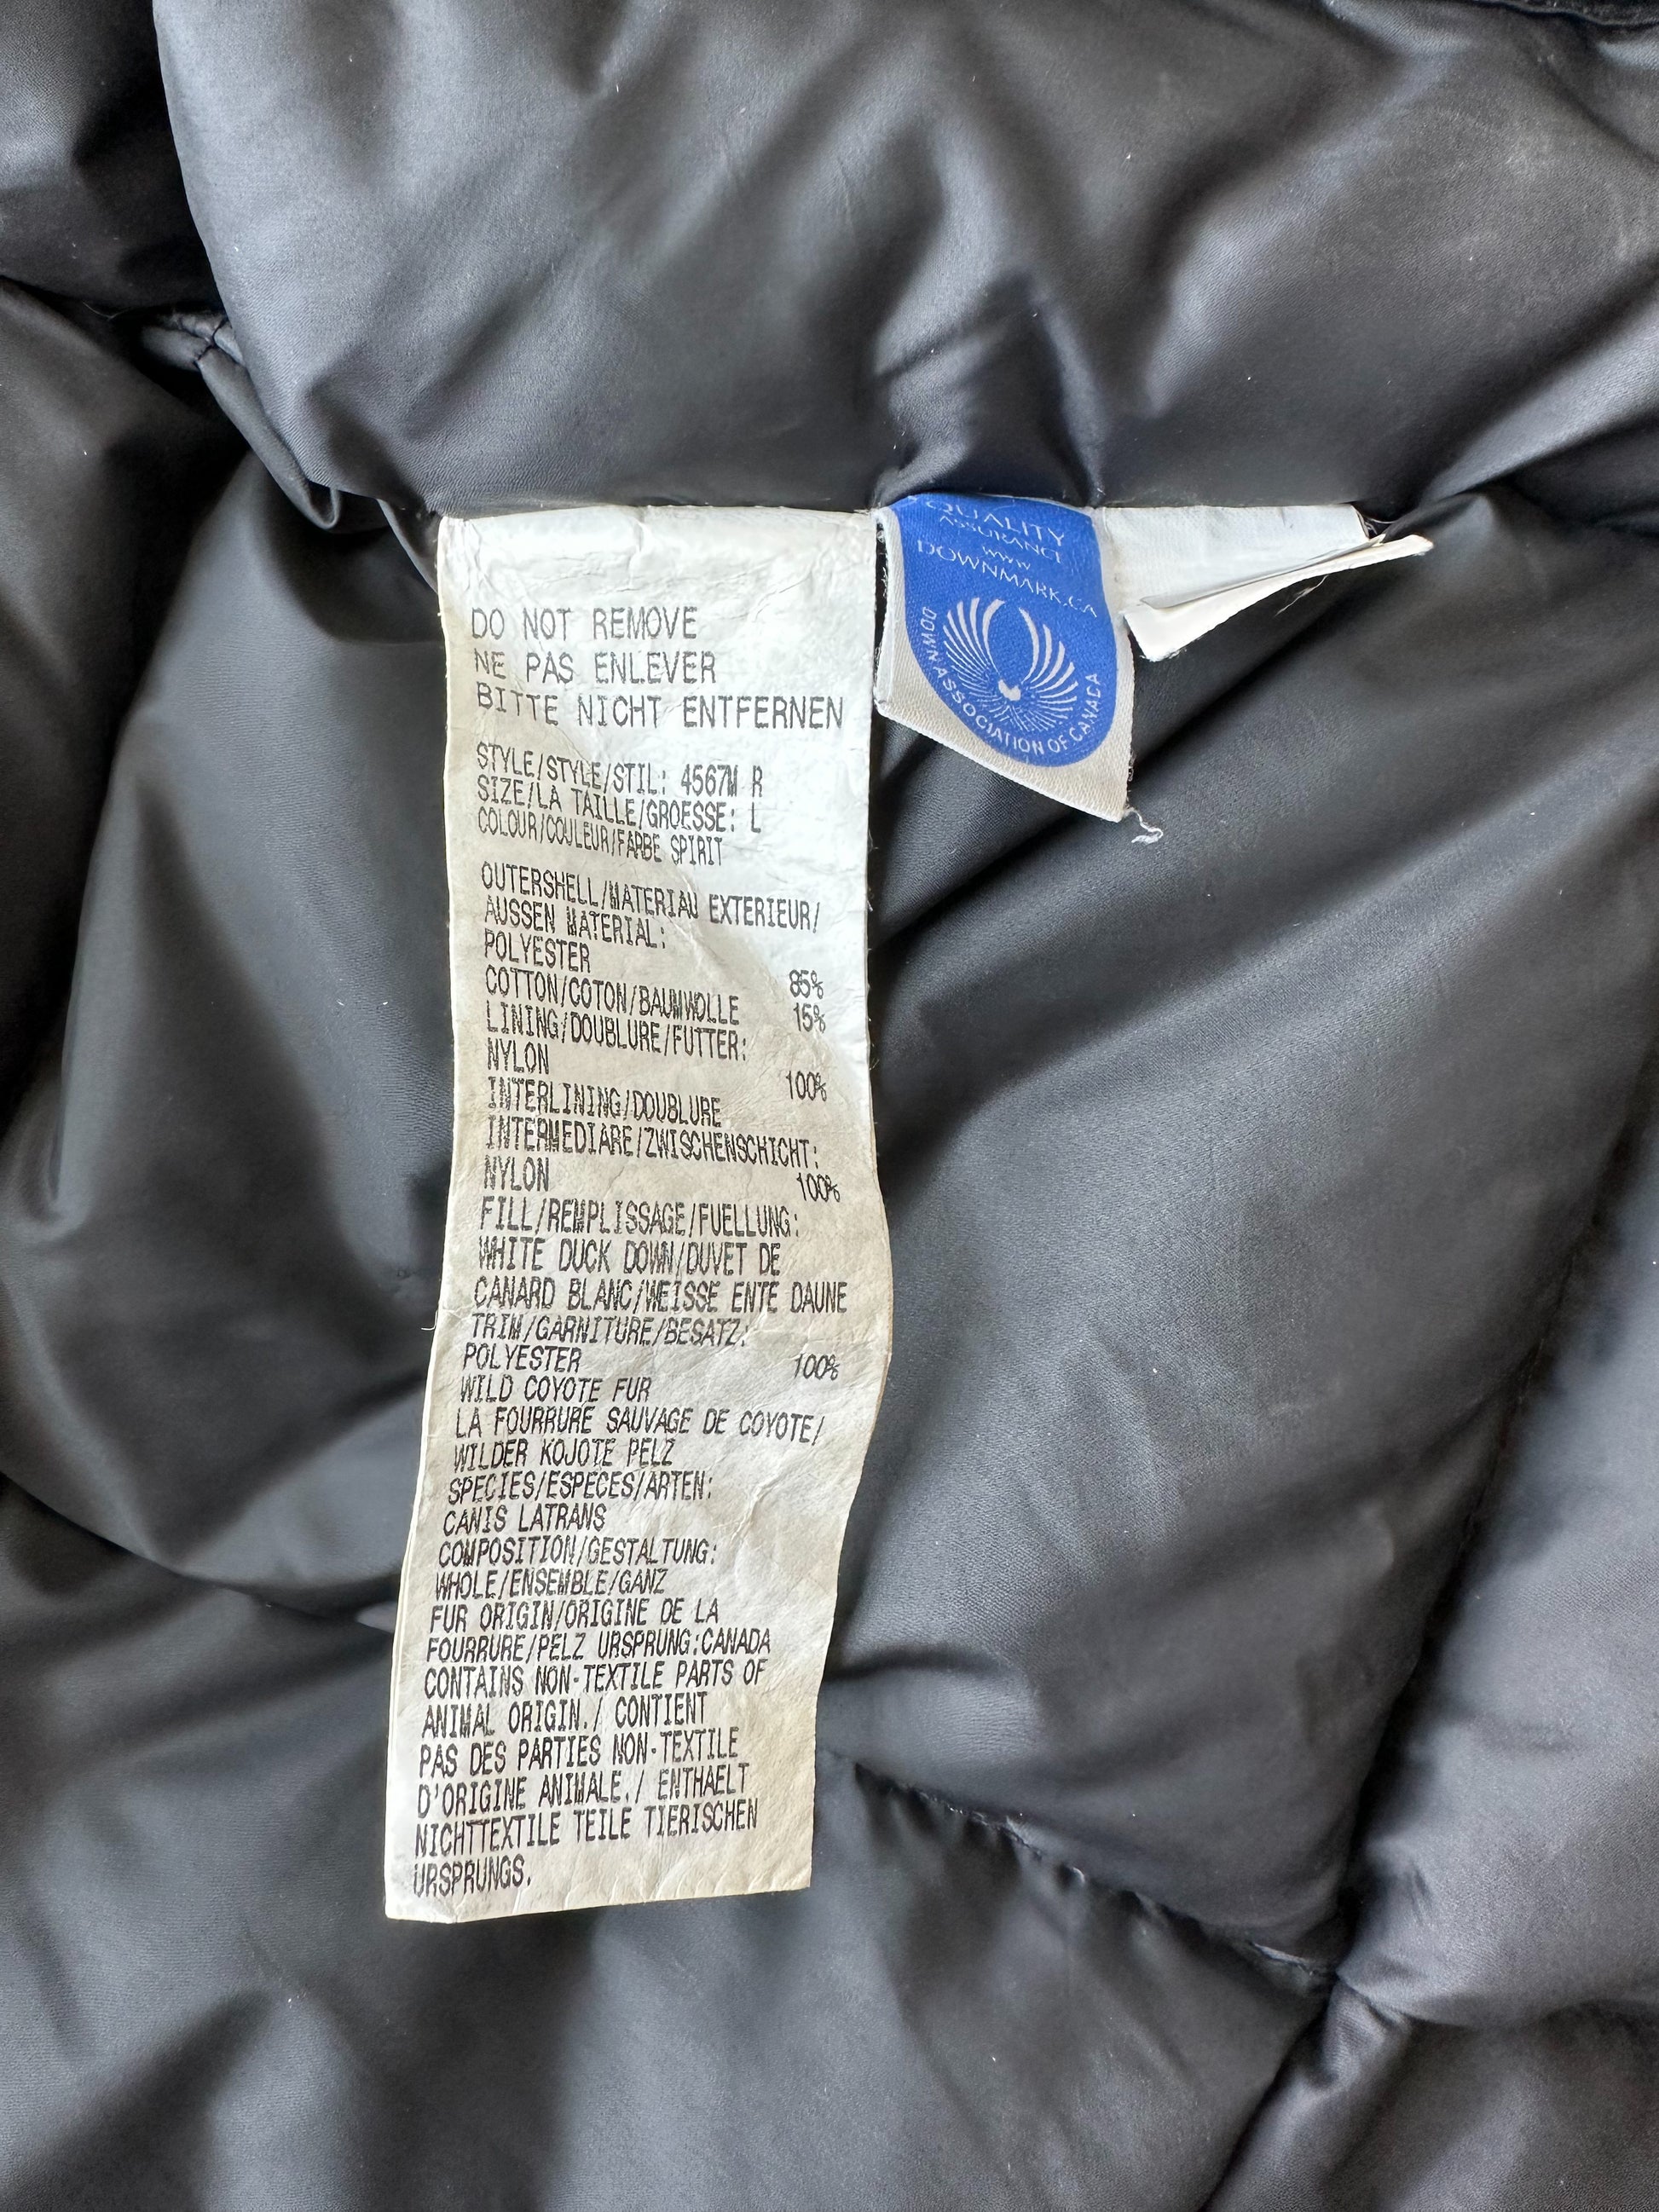 DO NOT REMOVE
NE PAS ENLEVER
BITTE NICHT ENTFERNEN
STYLE/STYLE/STIL: 4567M R
SIZE/LA TAILLE/GROESSE: L
COLOUR/COULEUR/FARBE SPIRIT
OUTERSHELL/MATERIAU EXTERIEUR/
AUSSEN MATERIAL:
POLYESTER 85%
COTTON/COTON/BAUMWOLLE 15%
LINING/DOUBLURE/FUTTER:
NYLON 100%
INTERLINING/DOUBLURE
INTERMEDIARE/ZWISCHENSCHICHT:
NYLON 100%
FILL/REMPLISSAGE/FUELLUNG:
WHITE DUCK DOWN/DUVET DE
CANARD BLANC/WEISSE ENTE DAUNE
TRIM/GARNITURE/BESATZ:
POLYESTER 100%
WILD COYOTE FUR
LA FOURRURE SAUVAGE DE COYOTE/
WILDER KOJOTE PELZ
SPECIES/ESPECES/ARTEN:
CANIS LATRANS
COMPOSITION/GESTALTUNG:
WHOLE/ENSEMBLE/GANZ
FUR ORIGIN/ORIGINE DE LA
FOURRURE/PELZ URSPRUNG:CANADA
CONTAINS NON-TEXTILE PARTS OF
ANIMAL ORIGIN./ CONTIENT
PAS DES PARTIES NON-TEXTILE
D'ORIGINE ANIMALE./ ENTHAELT
NICHTTEXTILE TEILE TIERISCHEN
URSPRUNGS.
QUALITY
ASSURANCE
www
DOWNMARK.CA
DOWN ASSOCIATION OF CANADA